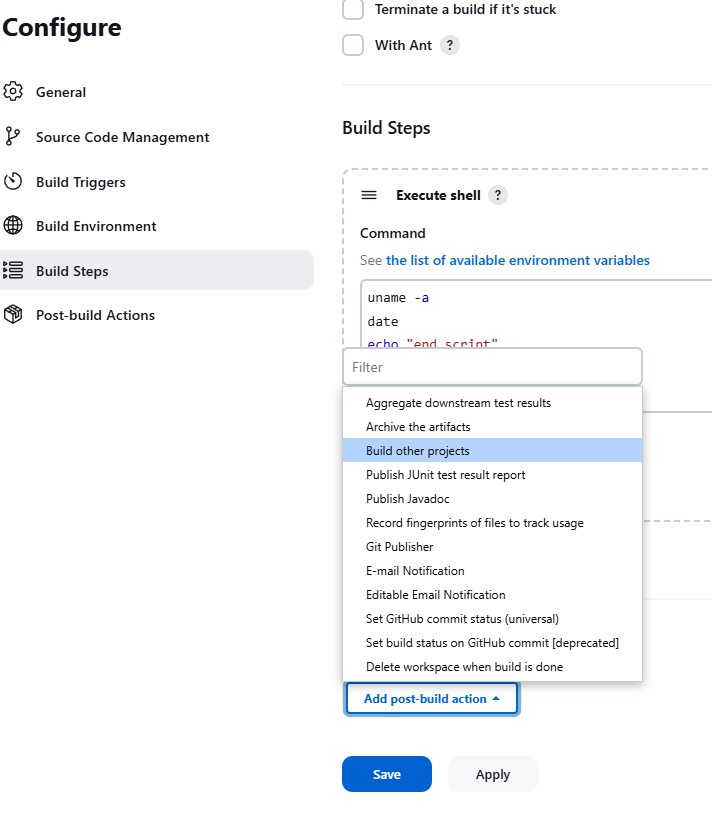 Configure
General
Source Code Management
Build Triggers
Build Environment
Build Steps
Post-build Actions
Terminate a build if it's stuck
With Ant ?
Build Steps
Execute shell ?
Command
See the list of available environment variables
uname -a
date
echo "end script"
Filter
Aggregate downstream test results
Archive the artifacts
Build other projects
Publish JUnit test result report
Publish Javadoc
Record fingerprints of files to track usage
Git Publisher
E-mail Notification
Editable Email Notification
Set GitHub commit status (universal)
Set build status on GitHub commit [deprecated]
Delete workspace when build is done
Add post-build action
Save
Apply